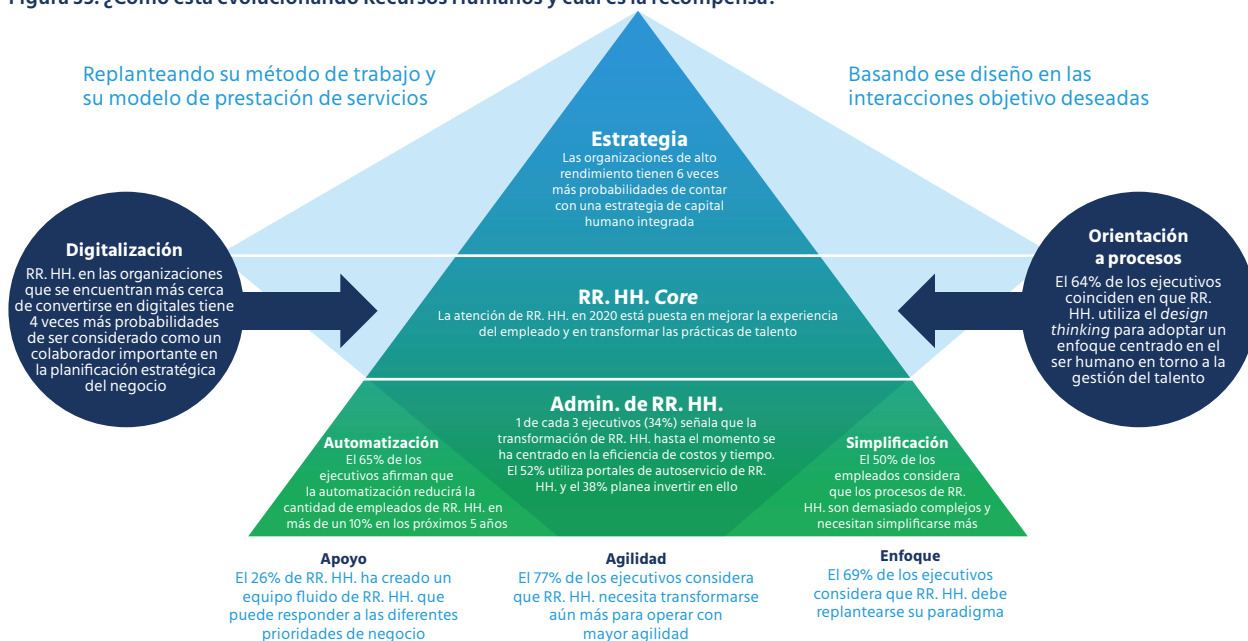 Figura 35. ¿Cómo está evolucionando Recursos Humanos y cuál es la recompensa?
Replanteando su método de trabajo y
su modelo de prestación de servicios
Basando ese diseño en las
interacciones objetivo deseadas
Estrategia
Las organizaciones de alto
rendimiento tienen 6 veces
más probabilidades de contar
con una estrategia de capital
humano integrada
Digitalización
RR. HH. en las organizaciones
que se encuentran más cerca
de convertirse en digitales tiene
4 veces más probabilidades
de ser considerado como un
colaborador importante en
la planificación estratégica
del negocio
RR. HH. Core
La atención de RR. HH. en 2020 está puesta en mejorar la experiencia
del empleado y en transformar las prácticas de talento
Orientación
a procesos
El 64% de los ejecutivos
coinciden en que RR.
HH. utiliza el design
thinking para adoptar un
enfoque centrado en el
ser humano en torno a la
gestión del talento
Admin. de RR. HH.
1 de cada 3 ejecutivos (34%) señala que la
transformación de RR. HH. hasta el momento se
ha centrado en la eficiencia de costos y tiempo.
El 52% utiliza portales de autoservicio de RR.
HH. y el 38% planea invertir en ello
Automatización
El 65% de los
ejecutivos afirman que
la automatización reducirá la
cantidad de empleados de RR. HH. en
más de un 10% en los próximos 5 años
Simplificación
El 50% de los
empleados considera
que los procesos de RR.
HH. son demasiado complejos y
necesitan simplificarse más
Apoyo
El 26% de RR. HH. ha creado un
equipo fluido de RR. HH. que
puede responder a las diferentes
prioridades de negocio
Agilidad
El 77% de los ejecutivos considera
que RR. HH. necesita transformarse
aún más para operar con
mayor agilidad
Enfoque
El 69% de los ejecutivos
considera que RR. HH. debe
replantearse su paradigma